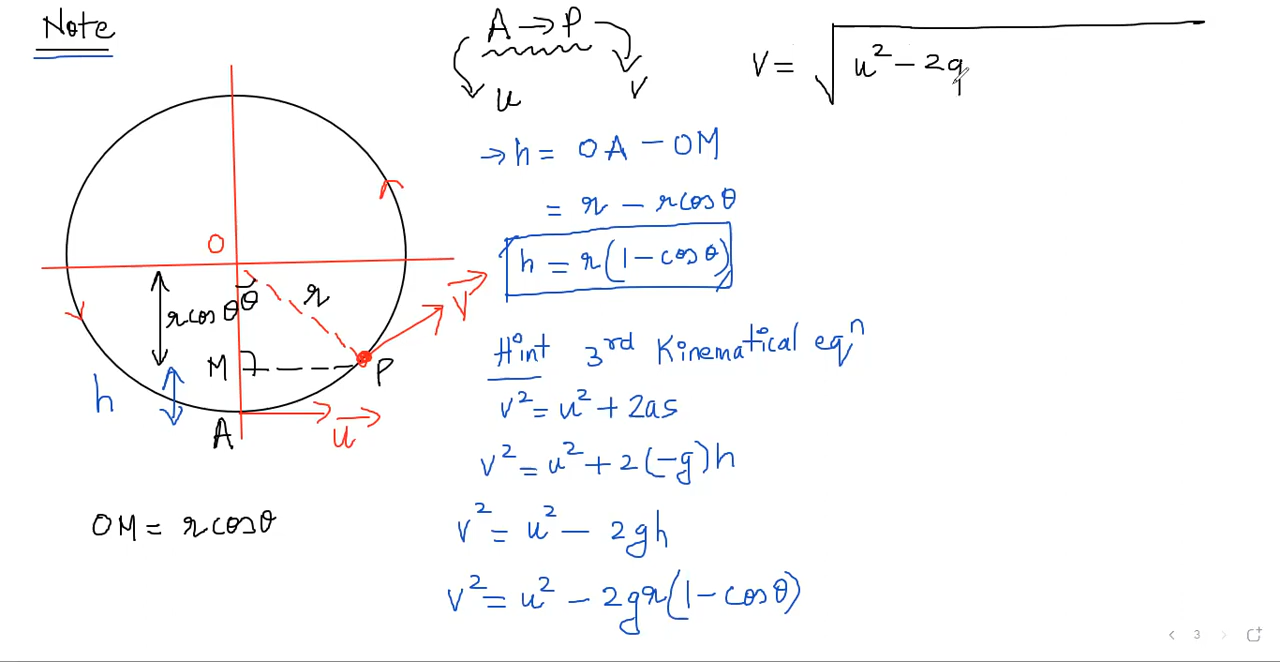 Note
A → P
u
v
V = √u² - 2g
→ h = OA - OM
= r - r cos θ
h = r(1 - cos θ)
O
θ
r
r cos θ
M
P
V
h
A
u
OM = r cos θ
Hint 3rd Kinematical eqⁿ
v² = u² + 2as
v² = u² + 2(-g)h
v² = u² - 2gh
v² = u² - 2gr(1 - cos θ)
3